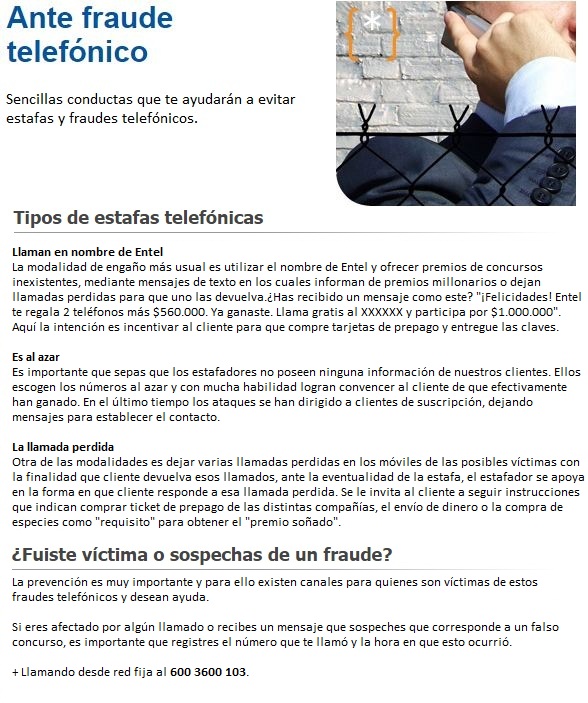 Ante fraude
telefónico
{*}
Sencillas conductas que te ayudarán a evitar
estafas y fraudes telefónicos.
Tipos de estafas telefónicas
Llaman en nombre de Entel
La modalidad de engaño más usual es utilizar el nombre de Entel y ofrecer premios de concursos
inexistentes, mediante mensajes de texto en los cuales informan de premios millonarios o dejan
llamadas perdidas para que uno las devuelva.¿Has recibido un mensaje como este? "¡Felicidades! Entel
te regala 2 teléfonos más $560.000. Ya ganaste. Llama gratis al XXXXXX y participa por $1.000.000".
Aquí la intención es incentivar al cliente para que compre tarjetas de prepago y entregue las claves.
Es al azar
Es importante que sepas que los estafadores no poseen ninguna información de nuestros clientes. Ellos
escogen los números al azar y con mucha habilidad logran convencer al cliente de que efectivamente
han ganado. En el último tiempo los ataques se han dirigido a clientes de suscripción, dejando
mensajes para establecer el contacto.
La llamada perdida
Otra de las modalidades es dejar varias llamadas perdidas en los móviles de las posibles víctimas con
la finalidad que cliente devuelva esos llamados, ante la eventualidad de la estafa, el estafador se apoya
en la forma en que cliente responde a esa llamada perdida. Se le invita al cliente a seguir instrucciones
que indican comprar ticket de prepago de las distintas compañías, el envío de dinero o la compra de
especies como "requisito" para obtener el "premio soñado".
¿Fuiste víctima o sospechas de un fraude?
La prevención es muy importante y para ello existen canales para quienes son víctimas de estos
fraudes telefónicos y desean ayuda.
Si eres afectado por algún llamado o recibes un mensaje que sospeches que corresponde a un falso
concurso, es importante que registres el número que te llamó y la hora en que esto ocurrió.
+ Llamando desde red fija al 600 3600 103.